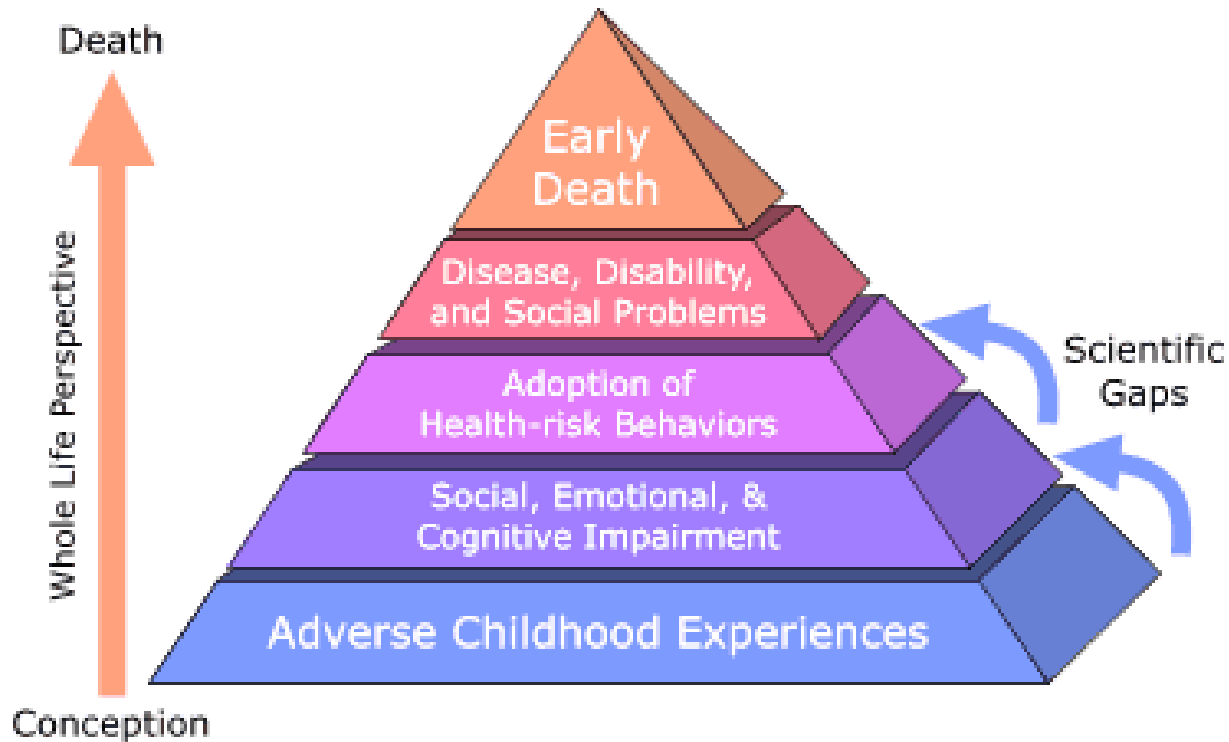 Death
Early
Death
Disease, Disability,
and Social Problems
Scientific
Gaps
Adoption of
Health-risk Behaviors
Whole Life Perspective
Social, Emotional, &
Cognitive Impairment
Adverse Childhood Experiences
Conception